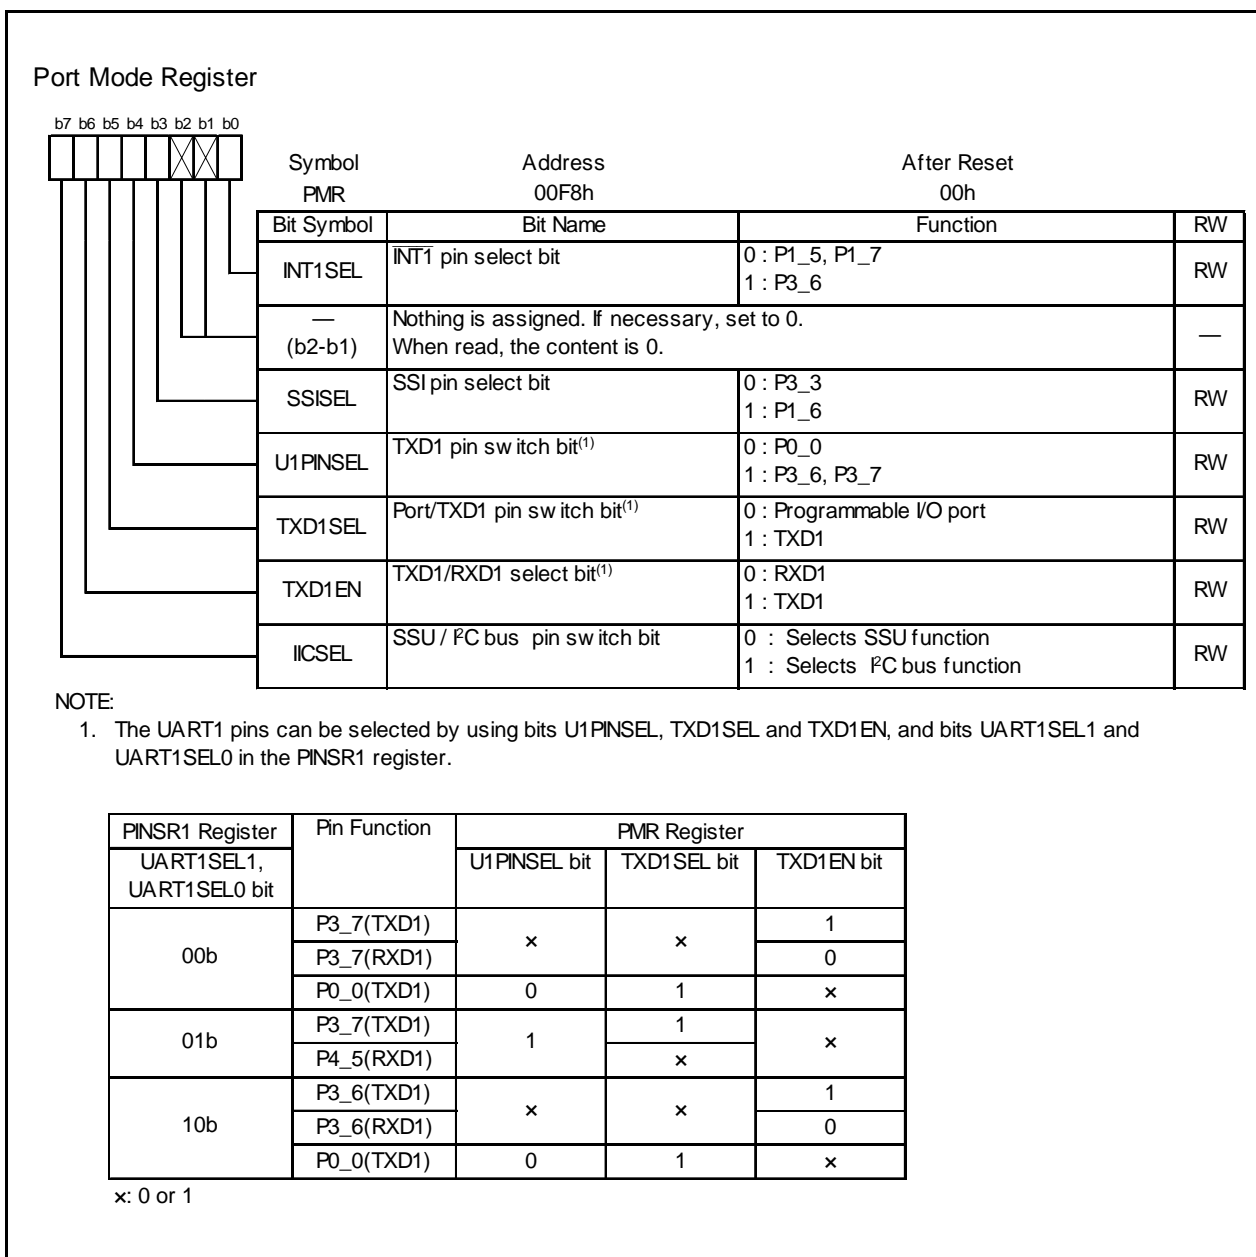 Port Mode Register
b7 b6 b5 b4 b3 b2 b1 b0
Symbol Address After Reset
PMR 00F8h 00h
Bit Symbol Bit Name Function RW
INT1SEL INT1 pin select bit 0 : P1_5, P1_7 RW
1 : P3_6
— Nothing is assigned. If necessary, set to 0. —
(b2-b1) When read, the content is 0.
SSISEL SSI pin select bit 0 : P3_3 RW
1 : P1_6
U1PINSEL TXD1 pin switch bit(1) 0 : P0_0 RW
1 : P3_6, P3_7
TXD1SEL Port/TXD1 pin switch bit(1) 0 : Programmable I/O port RW
1 : TXD1
TXD1EN TXD1/RXD1 select bit(1) 0 : RXD1 RW
1 : TXD1
IICSEL SSU / I²C bus pin switch bit 0 : Selects SSU function RW
1 : Selects I²C bus function
NOTE:
1. The UART1 pins can be selected by using bits U1PINSEL, TXD1SEL and TXD1EN, and bits UART1SEL1 and
UART1SEL0 in the PINSR1 register.
PINSR1 Register Pin Function PMR Register
UART1SEL1, U1PINSEL bit TXD1SEL bit TXD1EN bit
UART1SEL0 bit
00b P3_7(TXD1) × × 1
P3_7(RXD1) 0
P0_0(TXD1) 0 1 ×
01b P3_7(TXD1) 1 1 ×
P4_5(RXD1) ×
10b P3_6(TXD1) × × 1
P3_6(RXD1) 0
P0_0(TXD1) 0 1 ×
×: 0 or 1